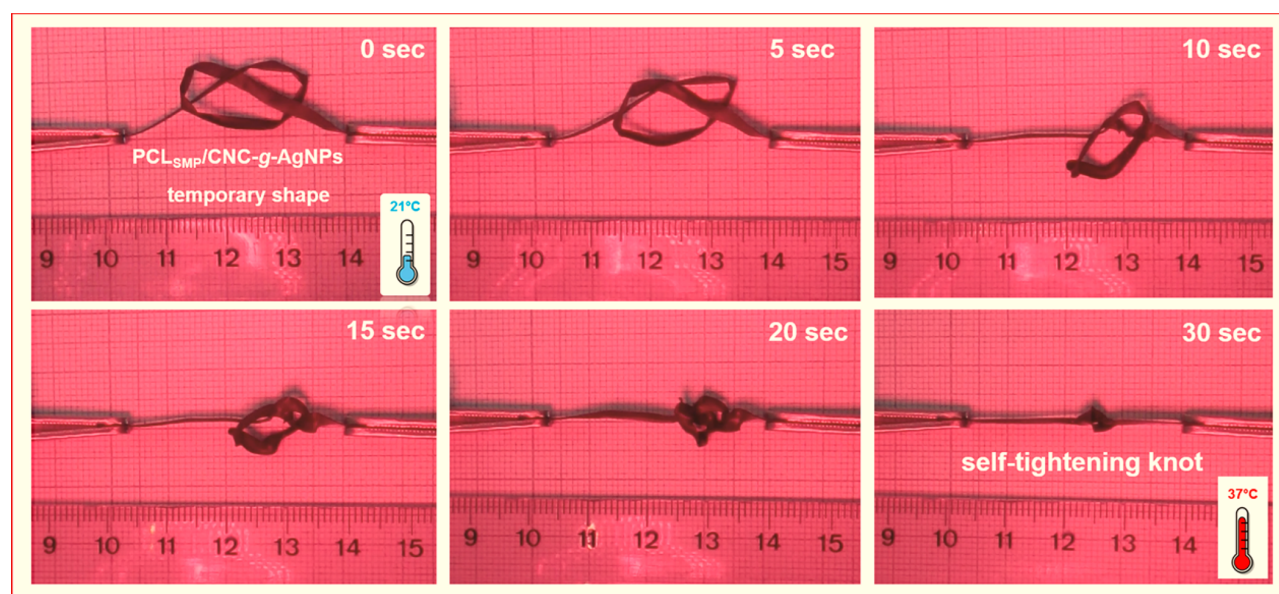 0 sec
PCLSMP/CNC-g-AgNPs
temporary shape
21ºC
9 10 11 12 13 14
5 sec
9 10 11 12 13 14 15
10 sec
9 10 11 12 13 14 15
15 sec
9 10 11 12 13 14 15
20 sec
9 10 11 12 13 14 15
30 sec
self-tightening knot
37ºC
9 10 11 12 13 14